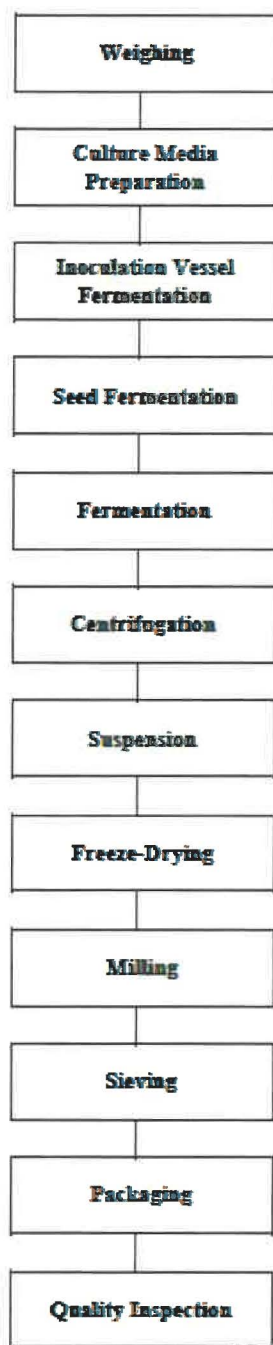 Weighing
Culture Media
Preparation
Inoculation Vessel
Fermentation
Seed Fermentation
Fermentation
Centrifugation
Suspension
Freeze-Drying
Milling
Sieving
Packaging
Quality Inspection